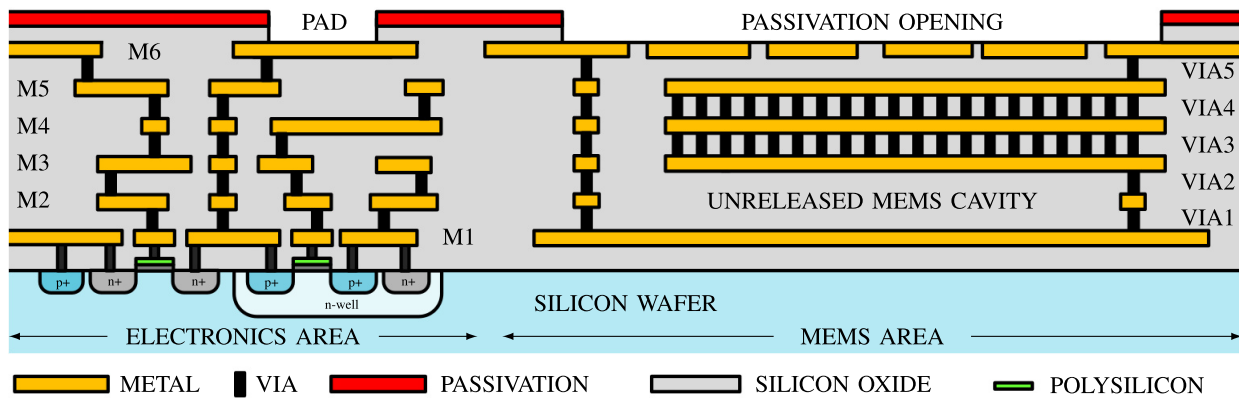 PAD
PASSIVATION OPENING
M6
M5
M4
M3
M2
M1
VIA5
VIA4
VIA3
VIA2
VIA1
UNRELEASED MEMS CAVITY
p+
n+
n+
p+
p+
n+
n-well
SILICON WAFER
ELECTRONICS AREA
MEMS AREA
METAL
VIA
PASSIVATION
SILICON OXIDE
POLYSILICON